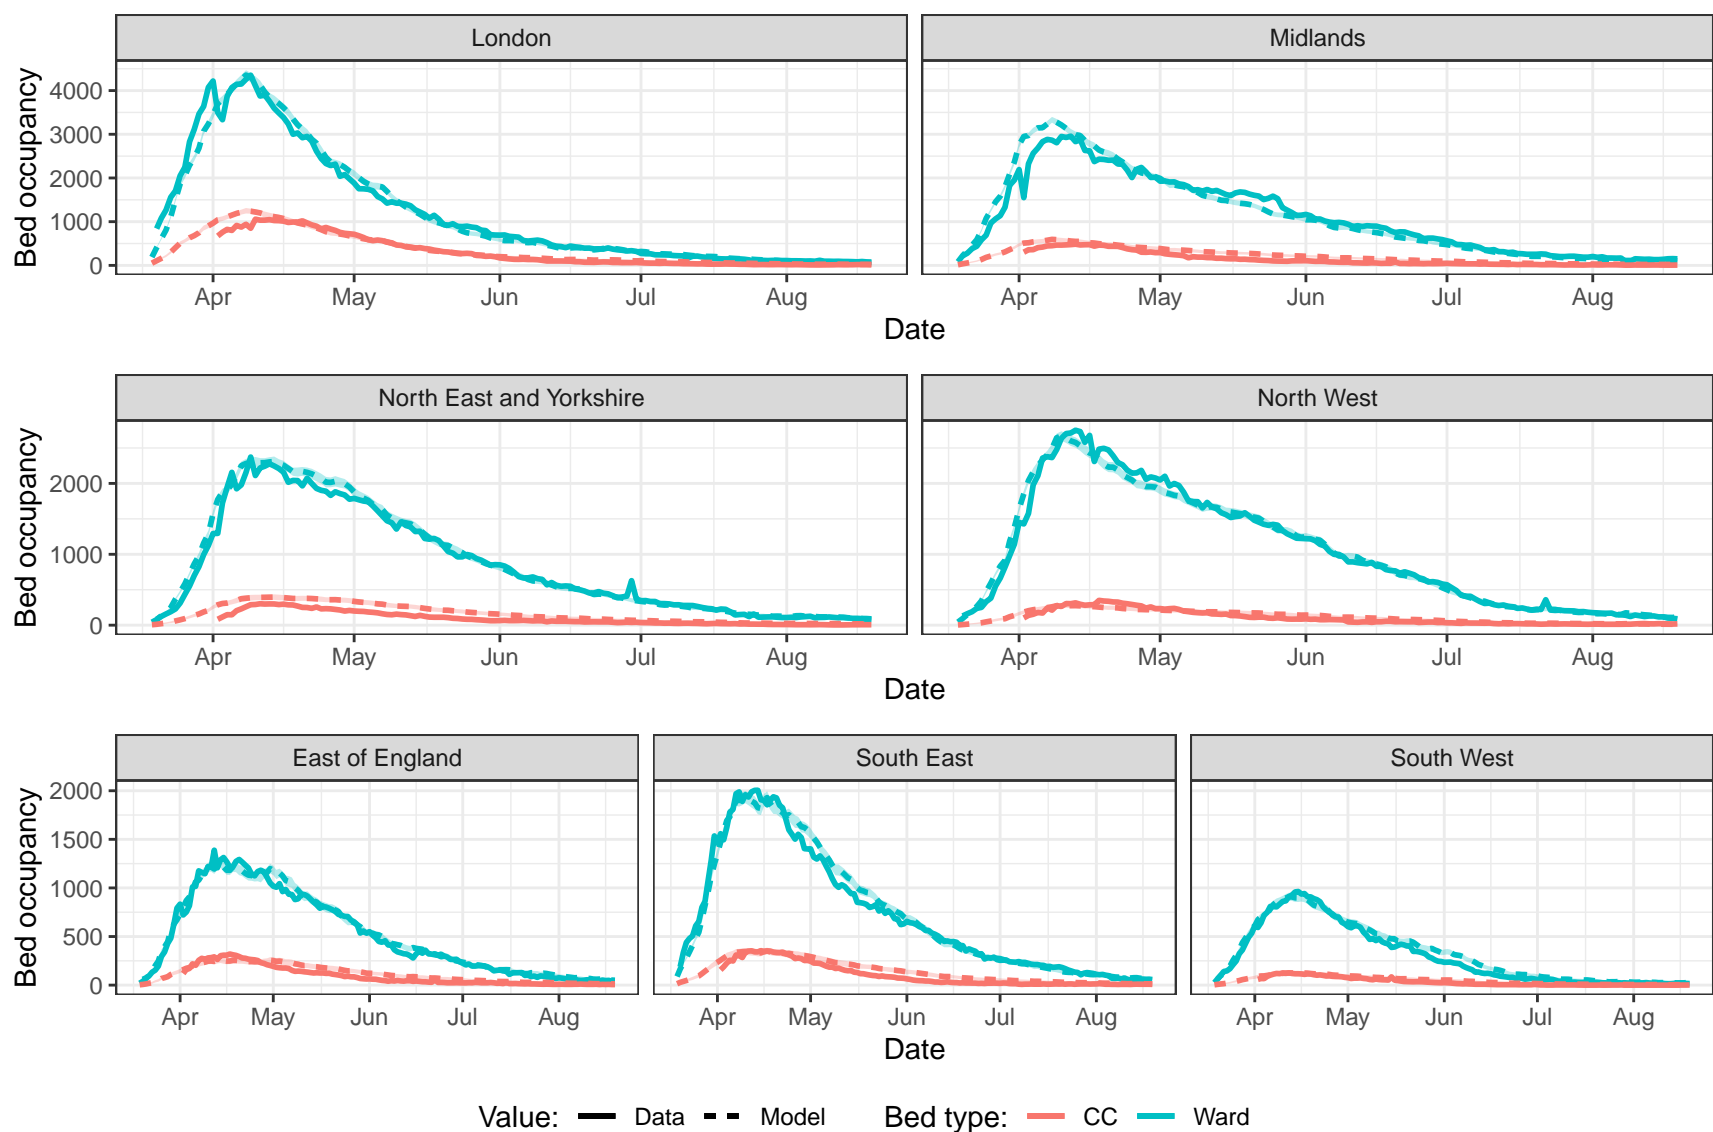 London Midlands
Bed occupancy
4000
3000
2000
1000
0
Apr May Jun Jul Aug Apr May Jun Jul Aug
Date
North East and Yorkshire North West
Bed occupancy
2000
1000
0
Apr May Jun Jul Aug Apr May Jun Jul Aug
Date
East of England South East South West
Bed occupancy
2000
1500
1000
500
0
Apr May Jun Jul Aug Apr May Jun Jul Aug Apr May Jun Jul Aug
Date
Value: Data Model Bed type: CC Ward